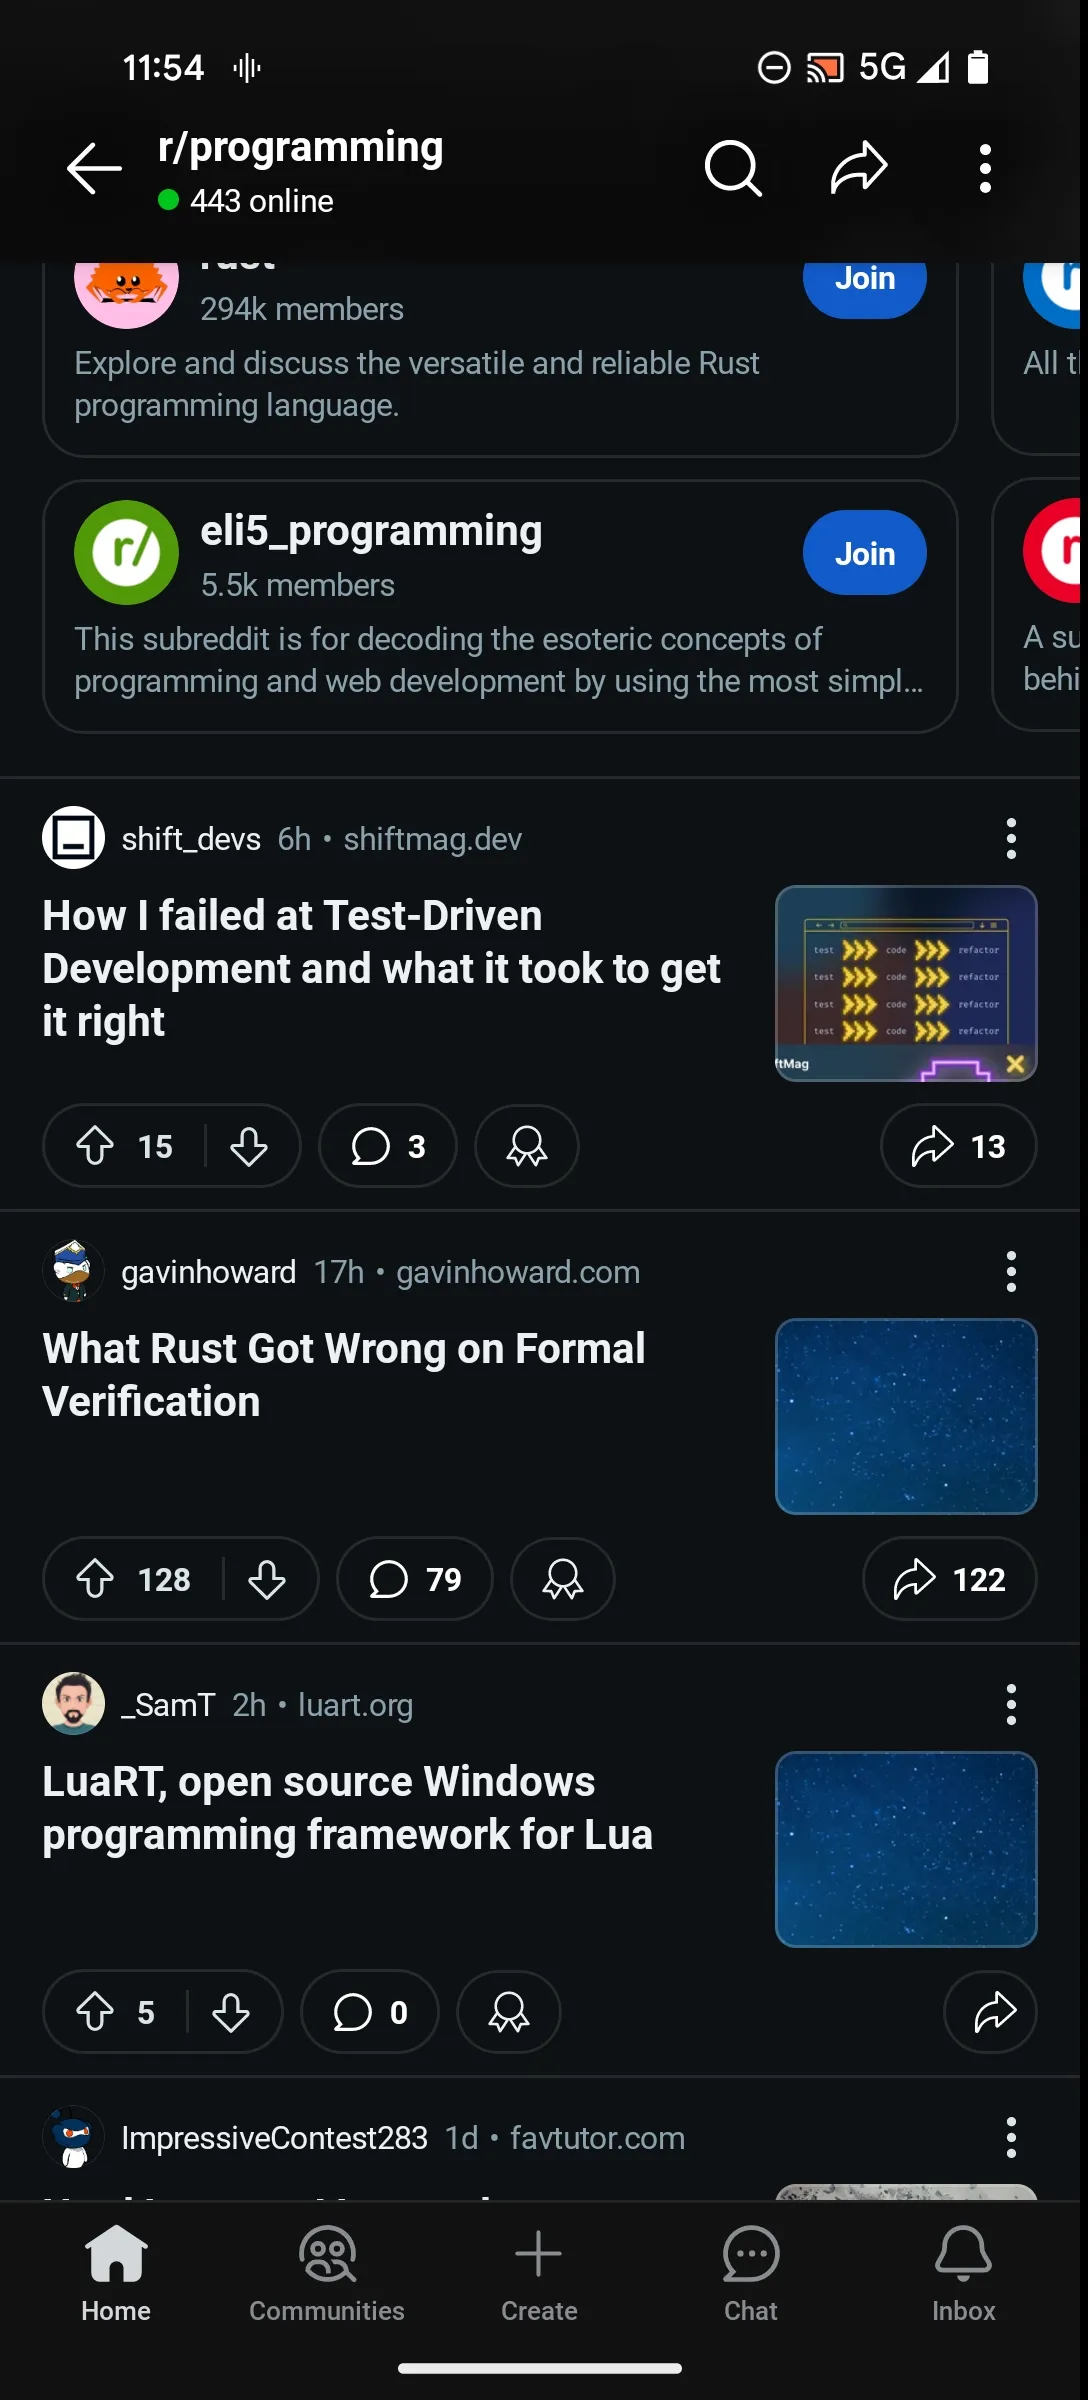 11:54
5G
r/programming
443 online
rust
294k members
Join
Explore and discuss the versatile and reliable Rust
programming language.
All
r/
eli5_programming
5.5k members
Join
This subreddit is for decoding the esoteric concepts of
programming and web development by using the most simpl...
A su
behi
shift_devs 6h • shiftmag.dev
How I failed at Test-Driven
Development and what it took to get
it right
test >>> code >>> refactor
test >>> code >>> refactor
test >>> code >>> refactor
test >>> code >>> refactor
ftMag
15
3
13
gavinhoward 17h • gavinhoward.com
What Rust Got Wrong on Formal
Verification
128
79
122
_SamT 2h • luart.org
LuaRT, open source Windows
programming framework for Lua
5
0
ImpressiveContest283 1d • favtutor.com
Home
Communities
Create
Chat
Inbox